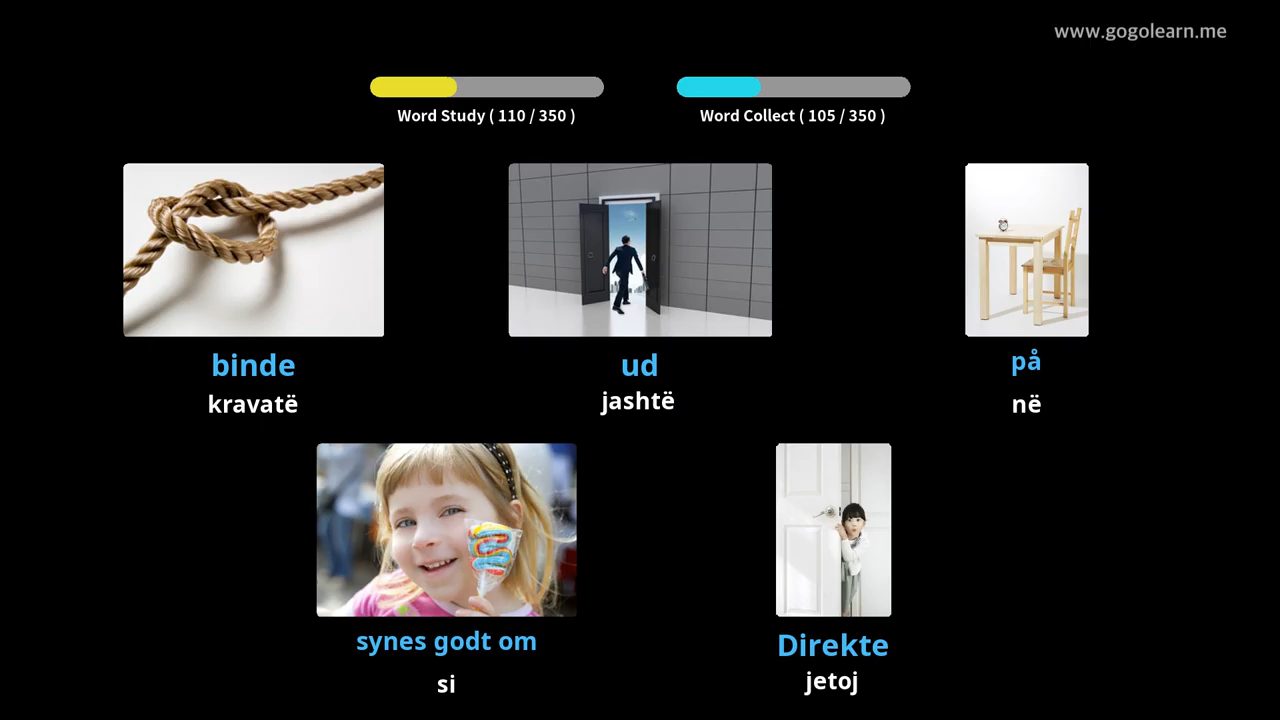 www.gogolearn.me
Word Study ( 110 / 350 )
Word Collect ( 105 / 350 )
binde
kravatë
ud
jashtë
på
në
synes godt om
si
Direkte
jetoj